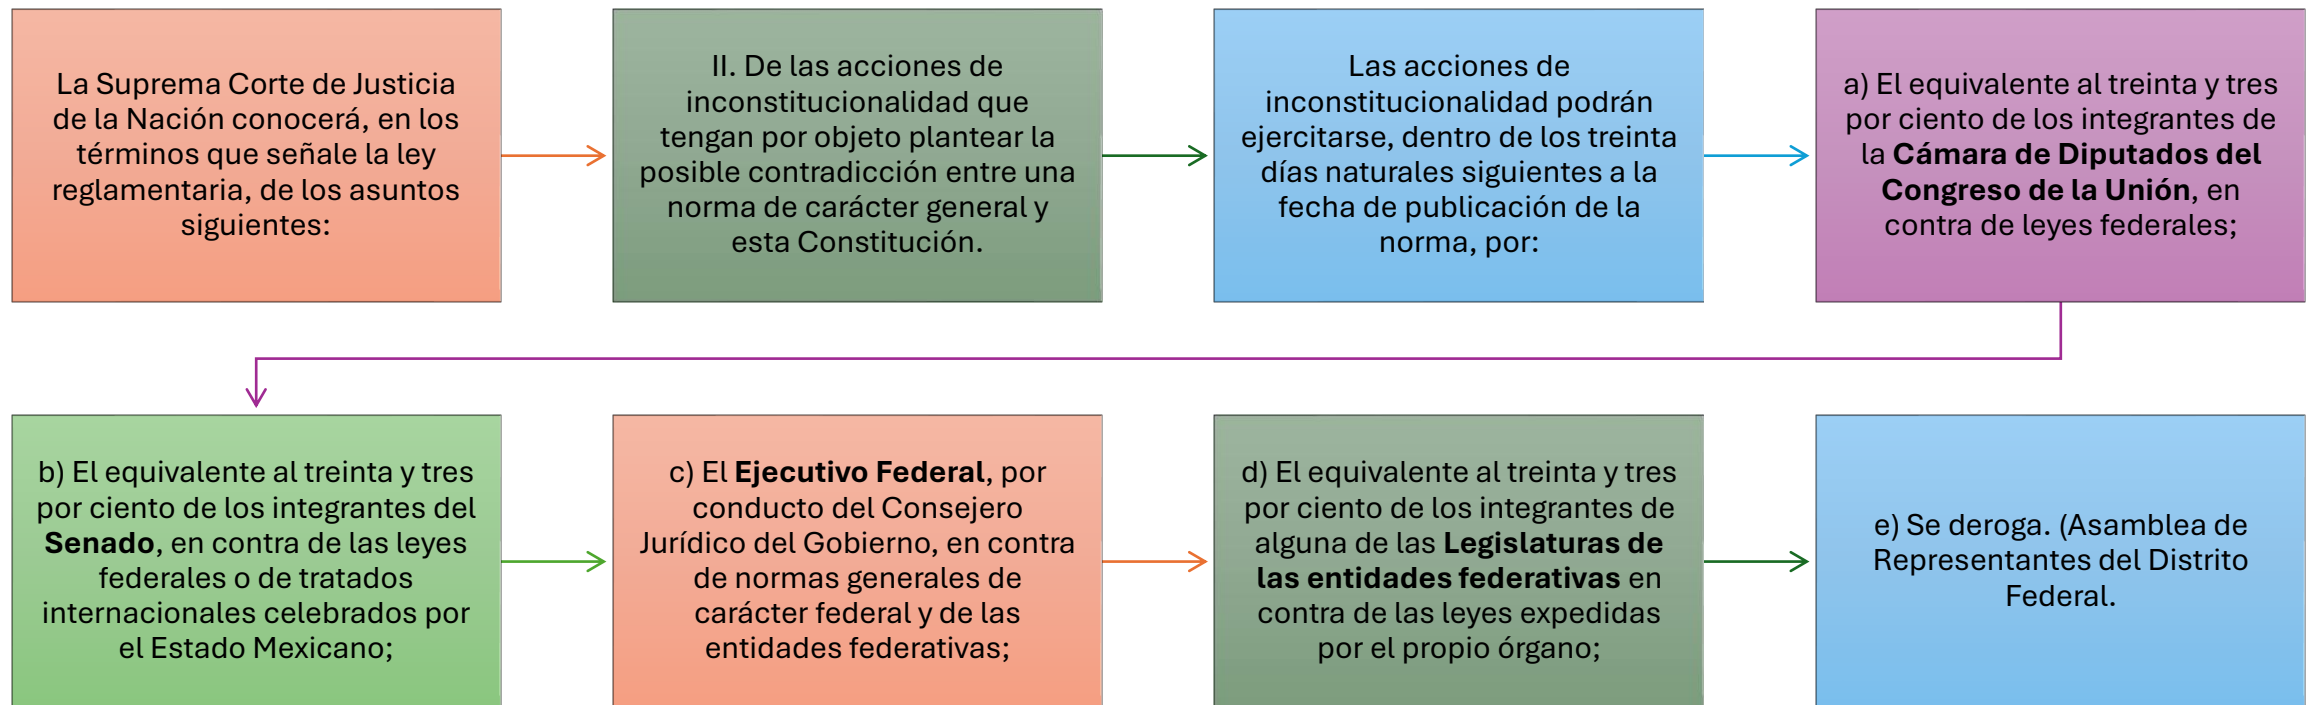 La Suprema Corte de Justicia
de la Nación conocerá, en los
términos que señale la ley
reglamentaria, de los asuntos
siguientes:
II. De las acciones de
inconstitucionalidad que
tengan por objeto plantear la
posible contradicción entre una
norma de carácter general y
esta Constitución.
Las acciones de
inconstitucionalidad podrán
ejercitarse, dentro de los treinta
días naturales siguientes a la
fecha de publicación de la
norma, por:
a) El equivalente al treinta y tres
por ciento de los integrantes de
la Cámara de Diputados del
Congreso de la Unión, en
contra de leyes federales;
b) El equivalente al treinta y tres
por ciento de los integrantes del
Senado, en contra de las leyes
federales o de tratados
internacionales celebrados por
el Estado Mexicano;
c) El Ejecutivo Federal, por
conducto del Consejero
Jurídico del Gobierno, en contra
de normas generales de
carácter federal y de las
entidades federativas;
d) El equivalente al treinta y tres
por ciento de los integrantes de
alguna de las Legislaturas de
las entidades federativas en
contra de las leyes expedidas
por el propio órgano;
e) Se deroga. (Asamblea de
Representantes del Distrito
Federal.